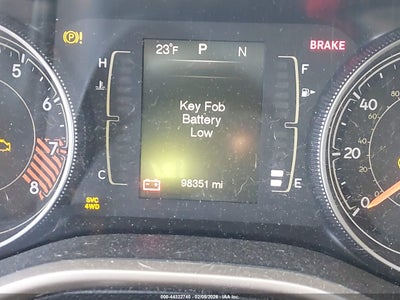 23°F P N
BRAKE
H
F
5
6
7
8
Key Fob
Battery
Low
C
E
98351 mi
SVC
4WD
40
20
0
000-44332740 - 02/09/2026 - IAA Inc.